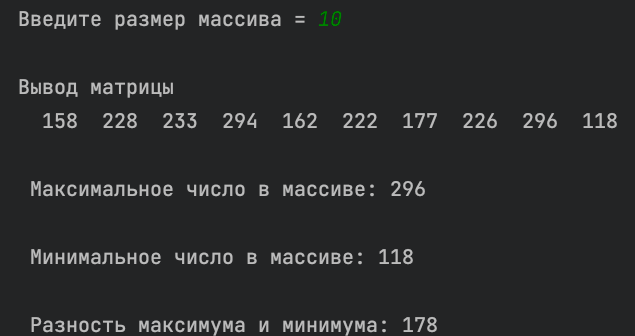 Введите размер массива = 10
Вывод матрицы
158 228 233 294 162 222 177 226 296 118
Максимальное число в массиве: 296
Минимальное число в массиве: 118
Разность максимума и минимума: 178